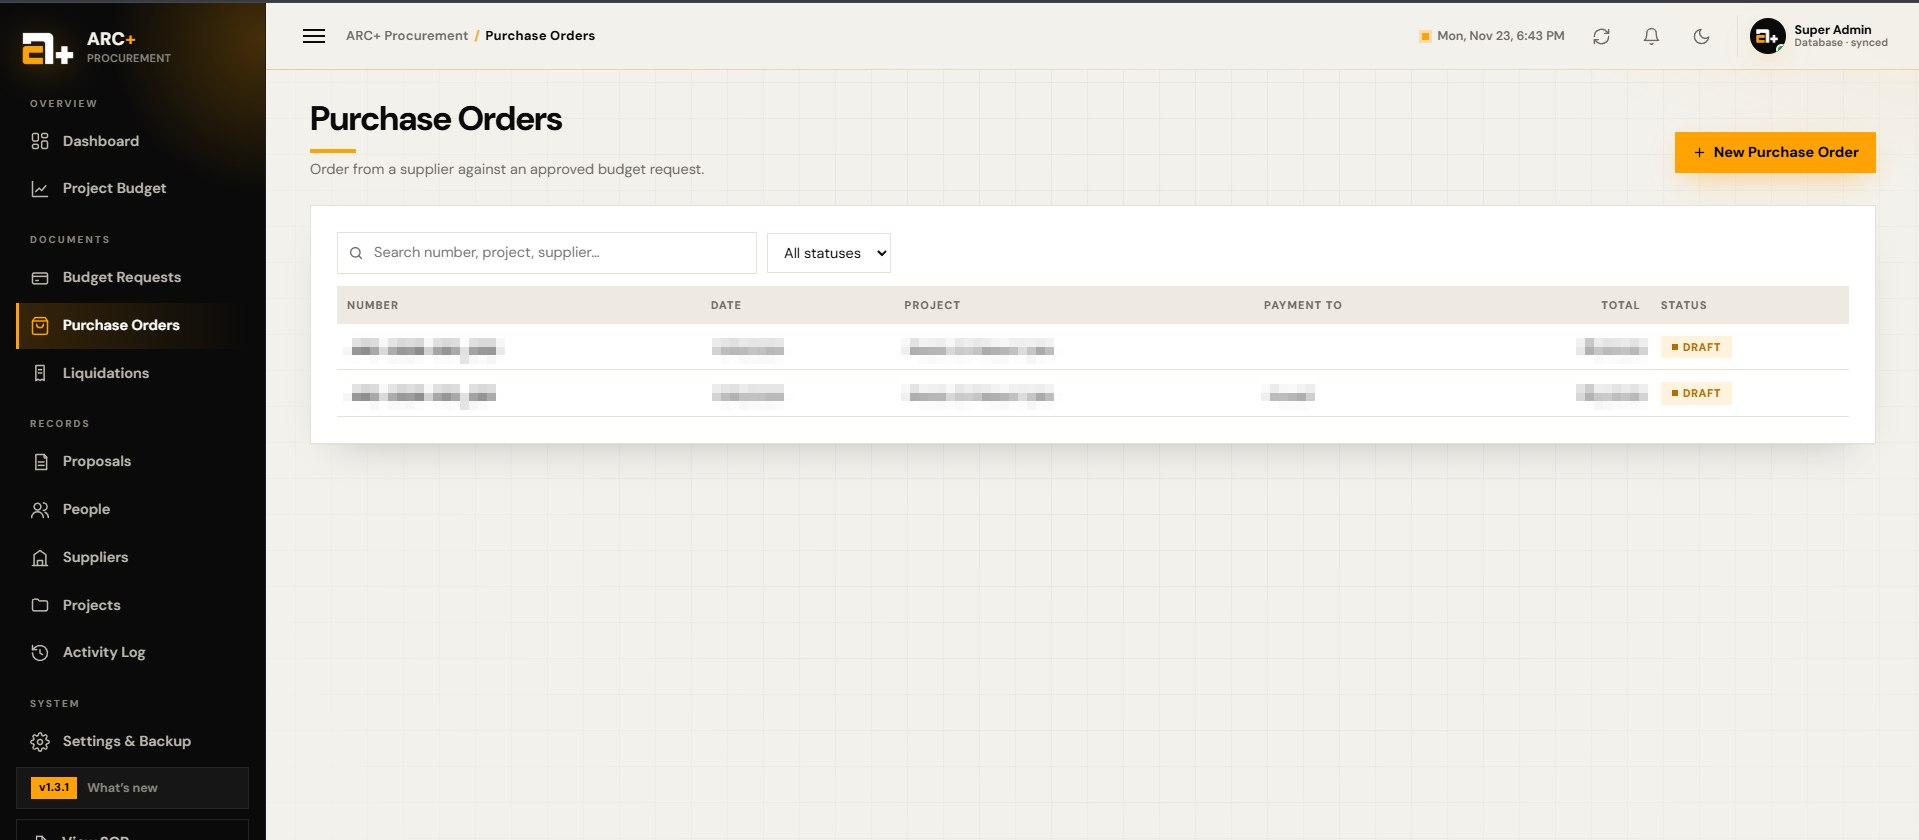 ARC+
PROCUREMENT
OVERVIEW
Dashboard
Project Budget
DOCUMENTS
Budget Requests
Purchase Orders
Liquidations
RECORDS
Proposals
People
Suppliers
Projects
Activity Log
SYSTEM
Settings & Backup
v1.3.1 What's new
View SOP
ARC+ Procurement / Purchase Orders
Mon, Nov 23, 6:43 PM
Super Admin
Database · synced
Purchase Orders
Order from a supplier against an approved budget request.
+ New Purchase Order
Search number, project, supplier...
All statuses
NUMBER DATE PROJECT PAYMENT TO TOTAL STATUS
DRAFT
DRAFT